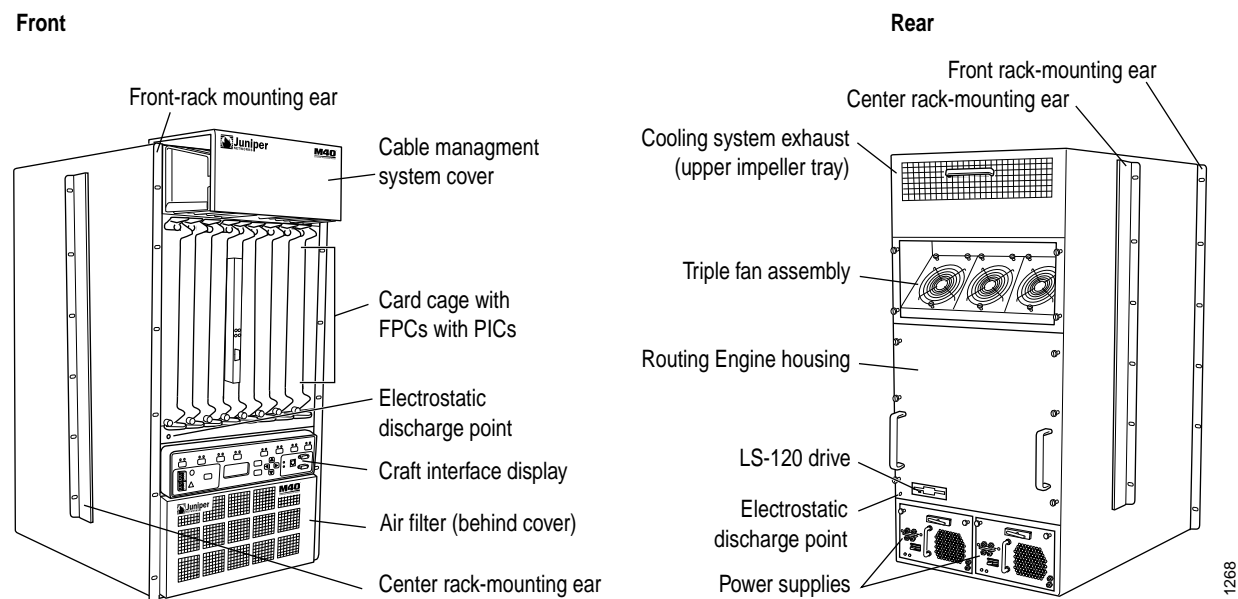 Front
Rear
Front-rack mounting ear
Juniper
NETWORKS
M40
Cable managment
system cover
Card cage with
FPCs with PICs
Electrostatic
discharge point
Craft interface display
Juniper
M40
Air filter (behind cover)
Center rack-mounting ear
Front rack-mounting ear
Center rack-mounting ear
Cooling system exhaust
(upper impeller tray)
Triple fan assembly
Routing Engine housing
LS-120 drive
Electrostatic
discharge point
Power supplies
1268